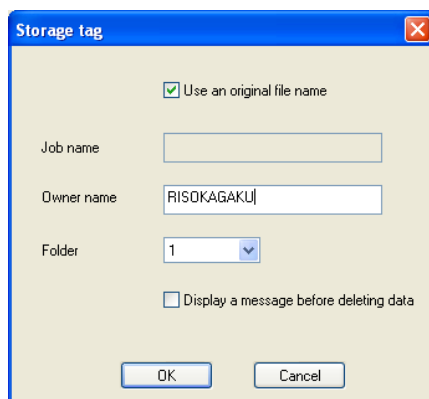 Storage tag
Use an original file name
Job name
Owner name RISOKAGAKU
Folder 1
Display a message before deleting data
OK Cancel